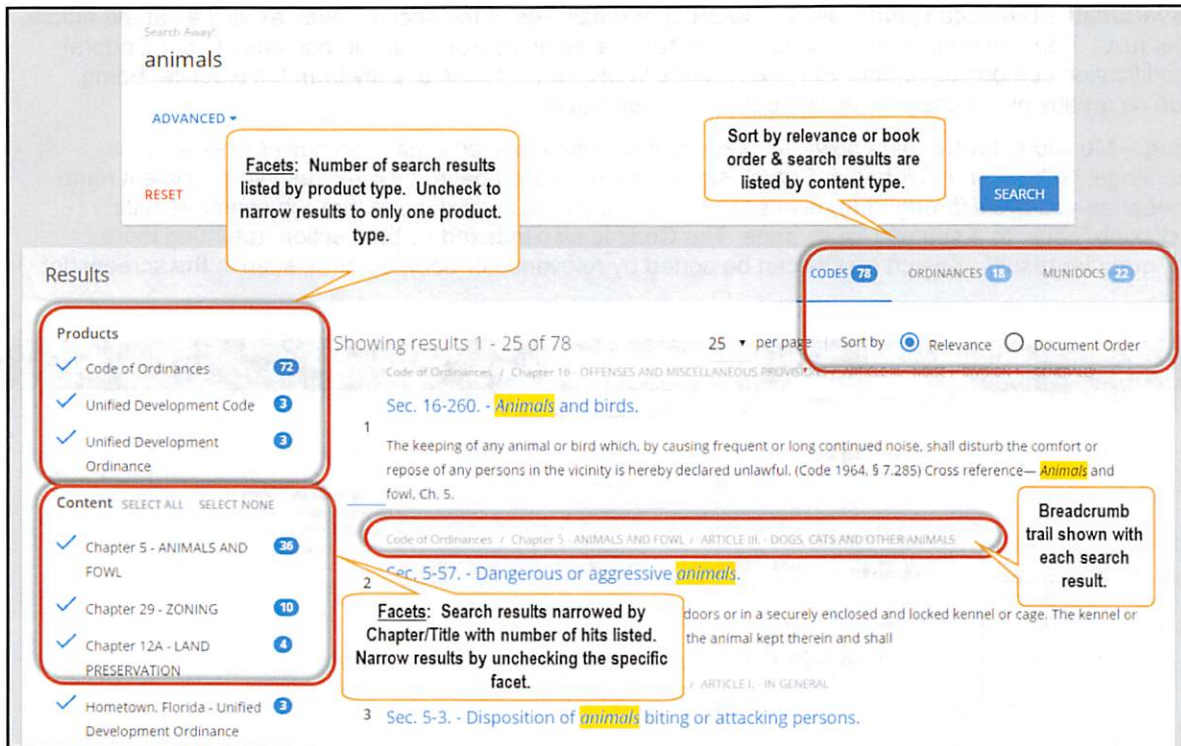 Search Away!
animals
ADVANCED
RESET
SEARCH
Facets: Number of search results
listed by product type. Uncheck to
narrow results to only one product
type.
Sort by relevance or book
order & search results are
listed by content type.
Results
CODES 78 ORDINANCES 18 MUNIDOCS 22
Products
Code of Ordinances 72
Unified Development Code 3
Unified Development 3
Ordinance
Content SELECT ALL SELECT NONE
Chapter 5 - ANIMALS AND 36
FOWL
Chapter 29 - ZONING 10
Chapter 12A - LAND 4
PRESERVATION
Hometown, Florida - Unified 3
Development Ordinance
Showing results 1 - 25 of 78 25 per page Sort by Relevance Document Order
Code of Ordinances / Chapter 16 - OFFENSES AND MISCELLANEOUS PROVISIONS
Sec. 16-260. - Animals and birds.
1
The keeping of any animal or bird which, by causing frequent or long continued noise, shall disturb the comfort or
repose of any persons in the vicinity is hereby declared unlawful. (Code 1964, § 7.285) Cross reference— Animals and
fowl, Ch. 5.
Code of Ordinances / Chapter 5 - ANIMALS AND FOWL / ARTICLE III. - DOGS, CATS AND OTHER ANIMALS
Breadcrumb
trail shown with
each search
result.
2 Sec. 5-57. - Dangerous or aggressive animals.
doors or in a securely enclosed and locked kennel or cage. The kennel or
the animal kept therein and shall
Facets: Search results narrowed by
Chapter/Title with number of hits listed.
Narrow results by unchecking the specific
facet.
/ ARTICLE I. - IN GENERAL
3 Sec. 5-3. - Disposition of animals biting or attacking persons.